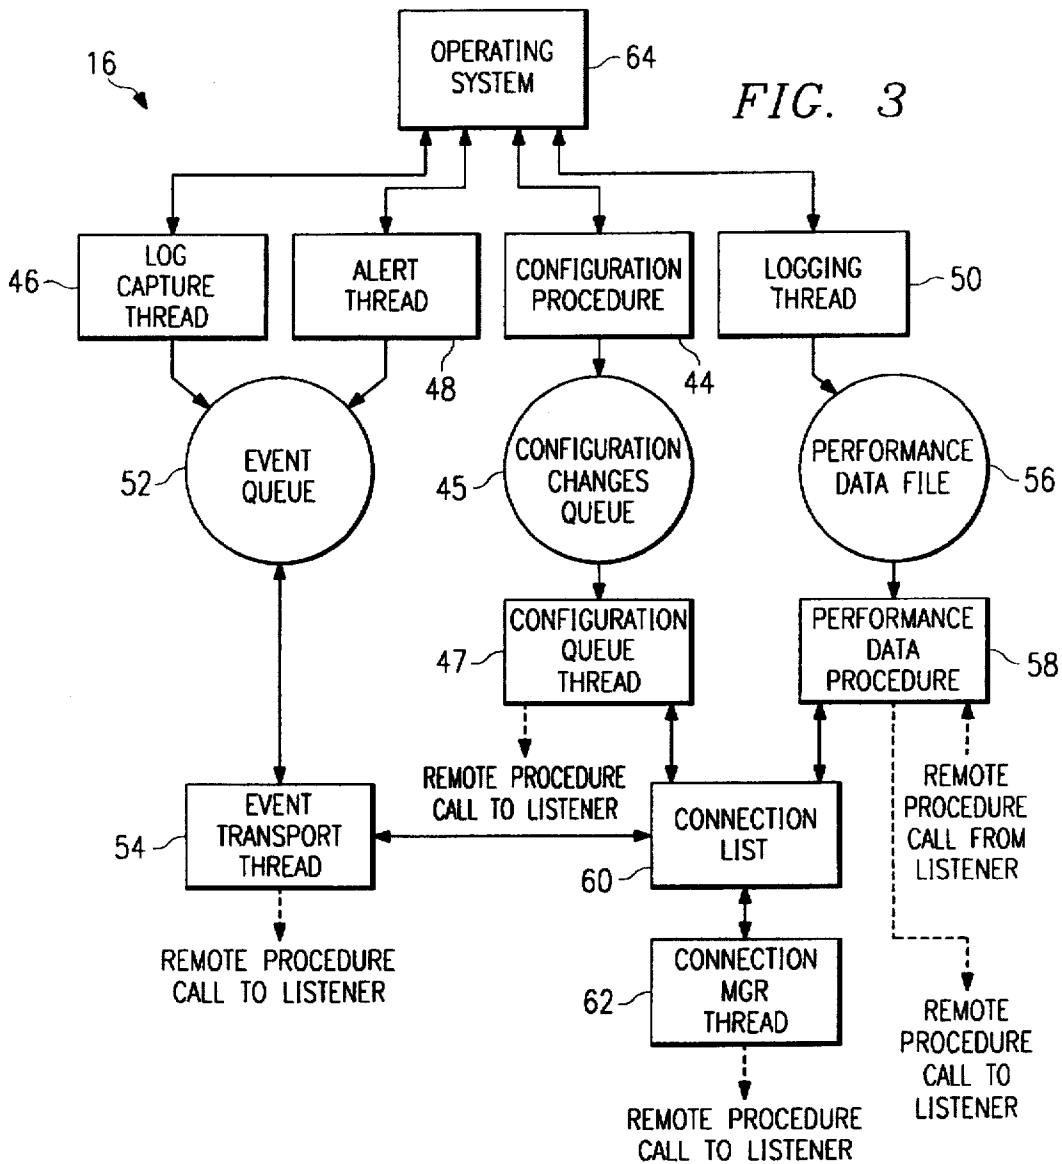 OPERATING
SYSTEM
64
16
FIG. 3
LOG
CAPTURE
THREAD
46
ALERT
THREAD
48
CONFIGURATION
PROCEDURE
44
LOGGING
THREAD
50
EVENT
QUEUE
52
CONFIGURATION
CHANGES
QUEUE
45
PERFORMANCE
DATA FILE
56
CONFIGURATION
QUEUE
THREAD
47
PERFORMANCE
DATA
PROCEDURE
58
REMOTE PROCEDURE
CALL TO LISTENER
EVENT
TRANSPORT
THREAD
54
CONNECTION
LIST
60
REMOTE
PROCEDURE
CALL FROM
LISTENER
REMOTE PROCEDURE
CALL TO LISTENER
CONNECTION
MGR
THREAD
62
REMOTE
PROCEDURE
CALL TO
LISTENER
REMOTE PROCEDURE
CALL TO LISTENER